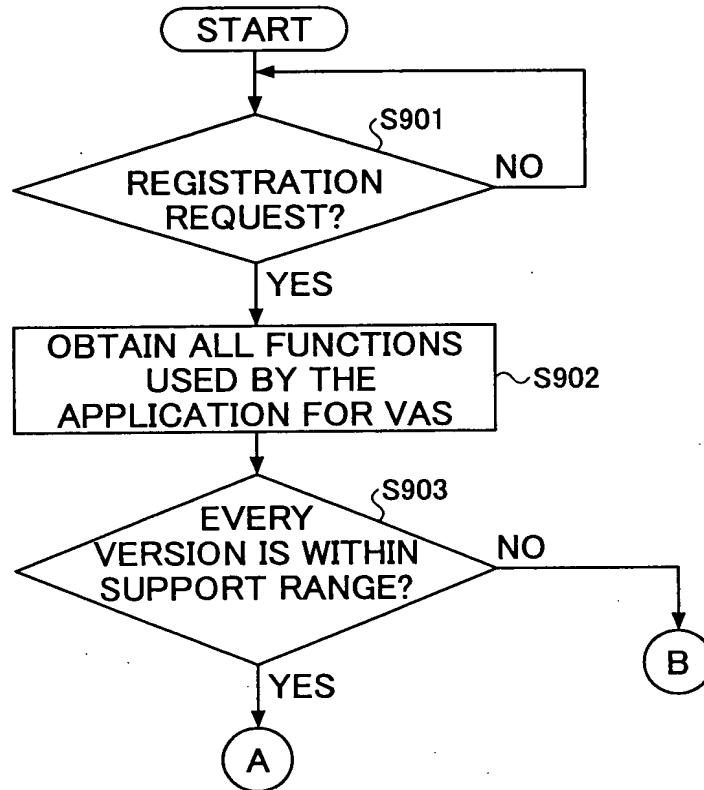 START
S901
REGISTRATION
REQUEST?
NO
YES
OBTAIN ALL FUNCTIONS
USED BY THE
APPLICATION FOR VAS
S902
S903
EVERY
VERSION IS WITHIN
SUPPORT RANGE?
NO
B
YES
A